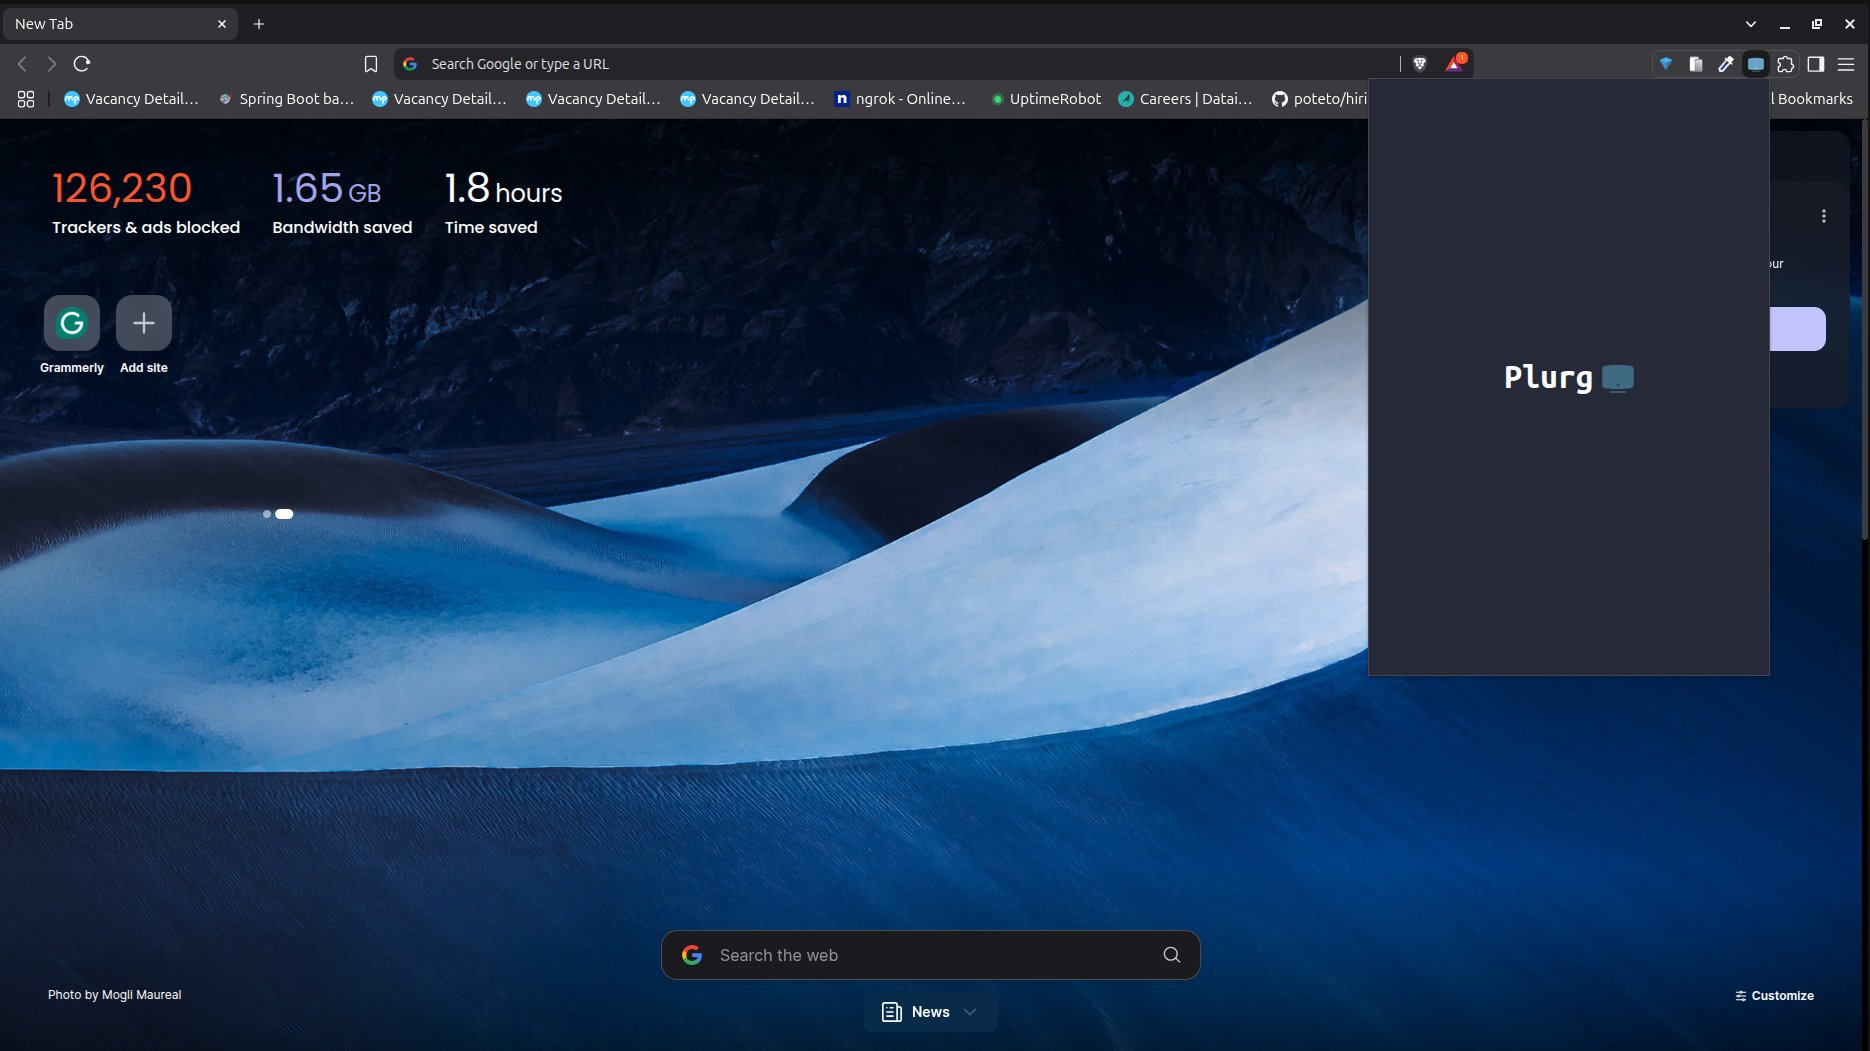 New Tab
Search Google or type a URL
1
Vacancy Detail...
Spring Boot ba...
Vacancy Detail...
Vacancy Detail...
Vacancy Detail...
n
ngrok - Online...
UptimeRobot
Careers | Datai...
poteto/hiri
l Bookmarks
126,230
Trackers & ads blocked
1.65 GB
Bandwidth saved
1.8 hours
Time saved
our
Grammerly
Add site
Plurg
Search the web
Photo by Mogli Maureal
Customize
News